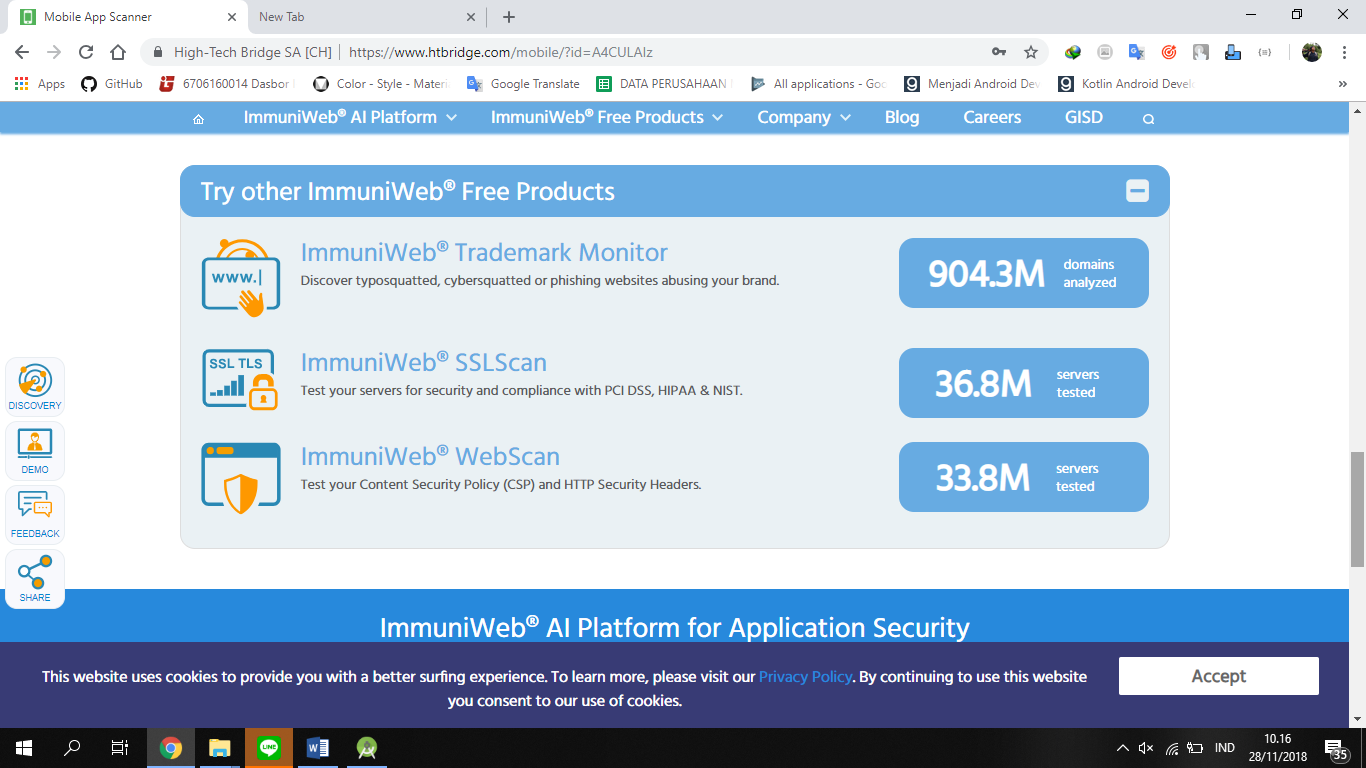 Mobile App Scanner
New Tab
High-Tech Bridge SA [CH] https://www.htbridge.com/mobile/?id=A4CULAIz
Apps GitHub 6706160014 Dasbor Color - Style - Materi Google Translate DATA PERUSAHAAN All applications - Goo Menjadi Android Dev Kotlin Android Devel
ImmuniWeb® AI Platform ImmuniWeb® Free Products Company Blog Careers GISD
Try other ImmuniWeb® Free Products
www.
ImmuniWeb® Trademark Monitor
Discover typosquatted, cybersquatted or phishing websites abusing your brand.
904.3M domains
analyzed
SSL TLS
ImmuniWeb® SSLScan
Test your servers for security and compliance with PCI DSS, HIPAA & NIST.
36.8M servers
tested
ImmuniWeb® WebScan
Test your Content Security Policy (CSP) and HTTP Security Headers.
33.8M servers
tested
DISCOVERY
DEMO
FEEDBACK
SHARE
ImmuniWeb® AI Platform for Application Security
This website uses cookies to provide you with a better surfing experience. To learn more, please visit our Privacy Policy. By continuing to use this website
you consent to our use of cookies.
Accept
LINE
IND
10.16
28/11/2018
35